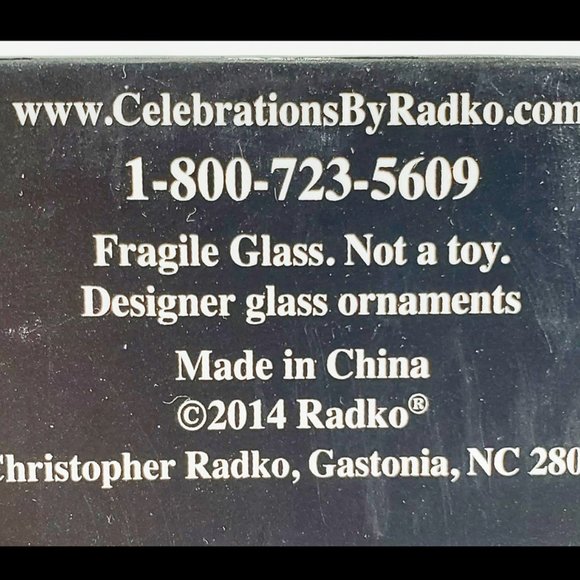 www.CelebrationsByRadko.com
1-800-723-5609
Fragile Glass. Not a toy.
Designer glass ornaments
Made in China
©2014 Radko®
Christopher Radko, Gastonia, NC